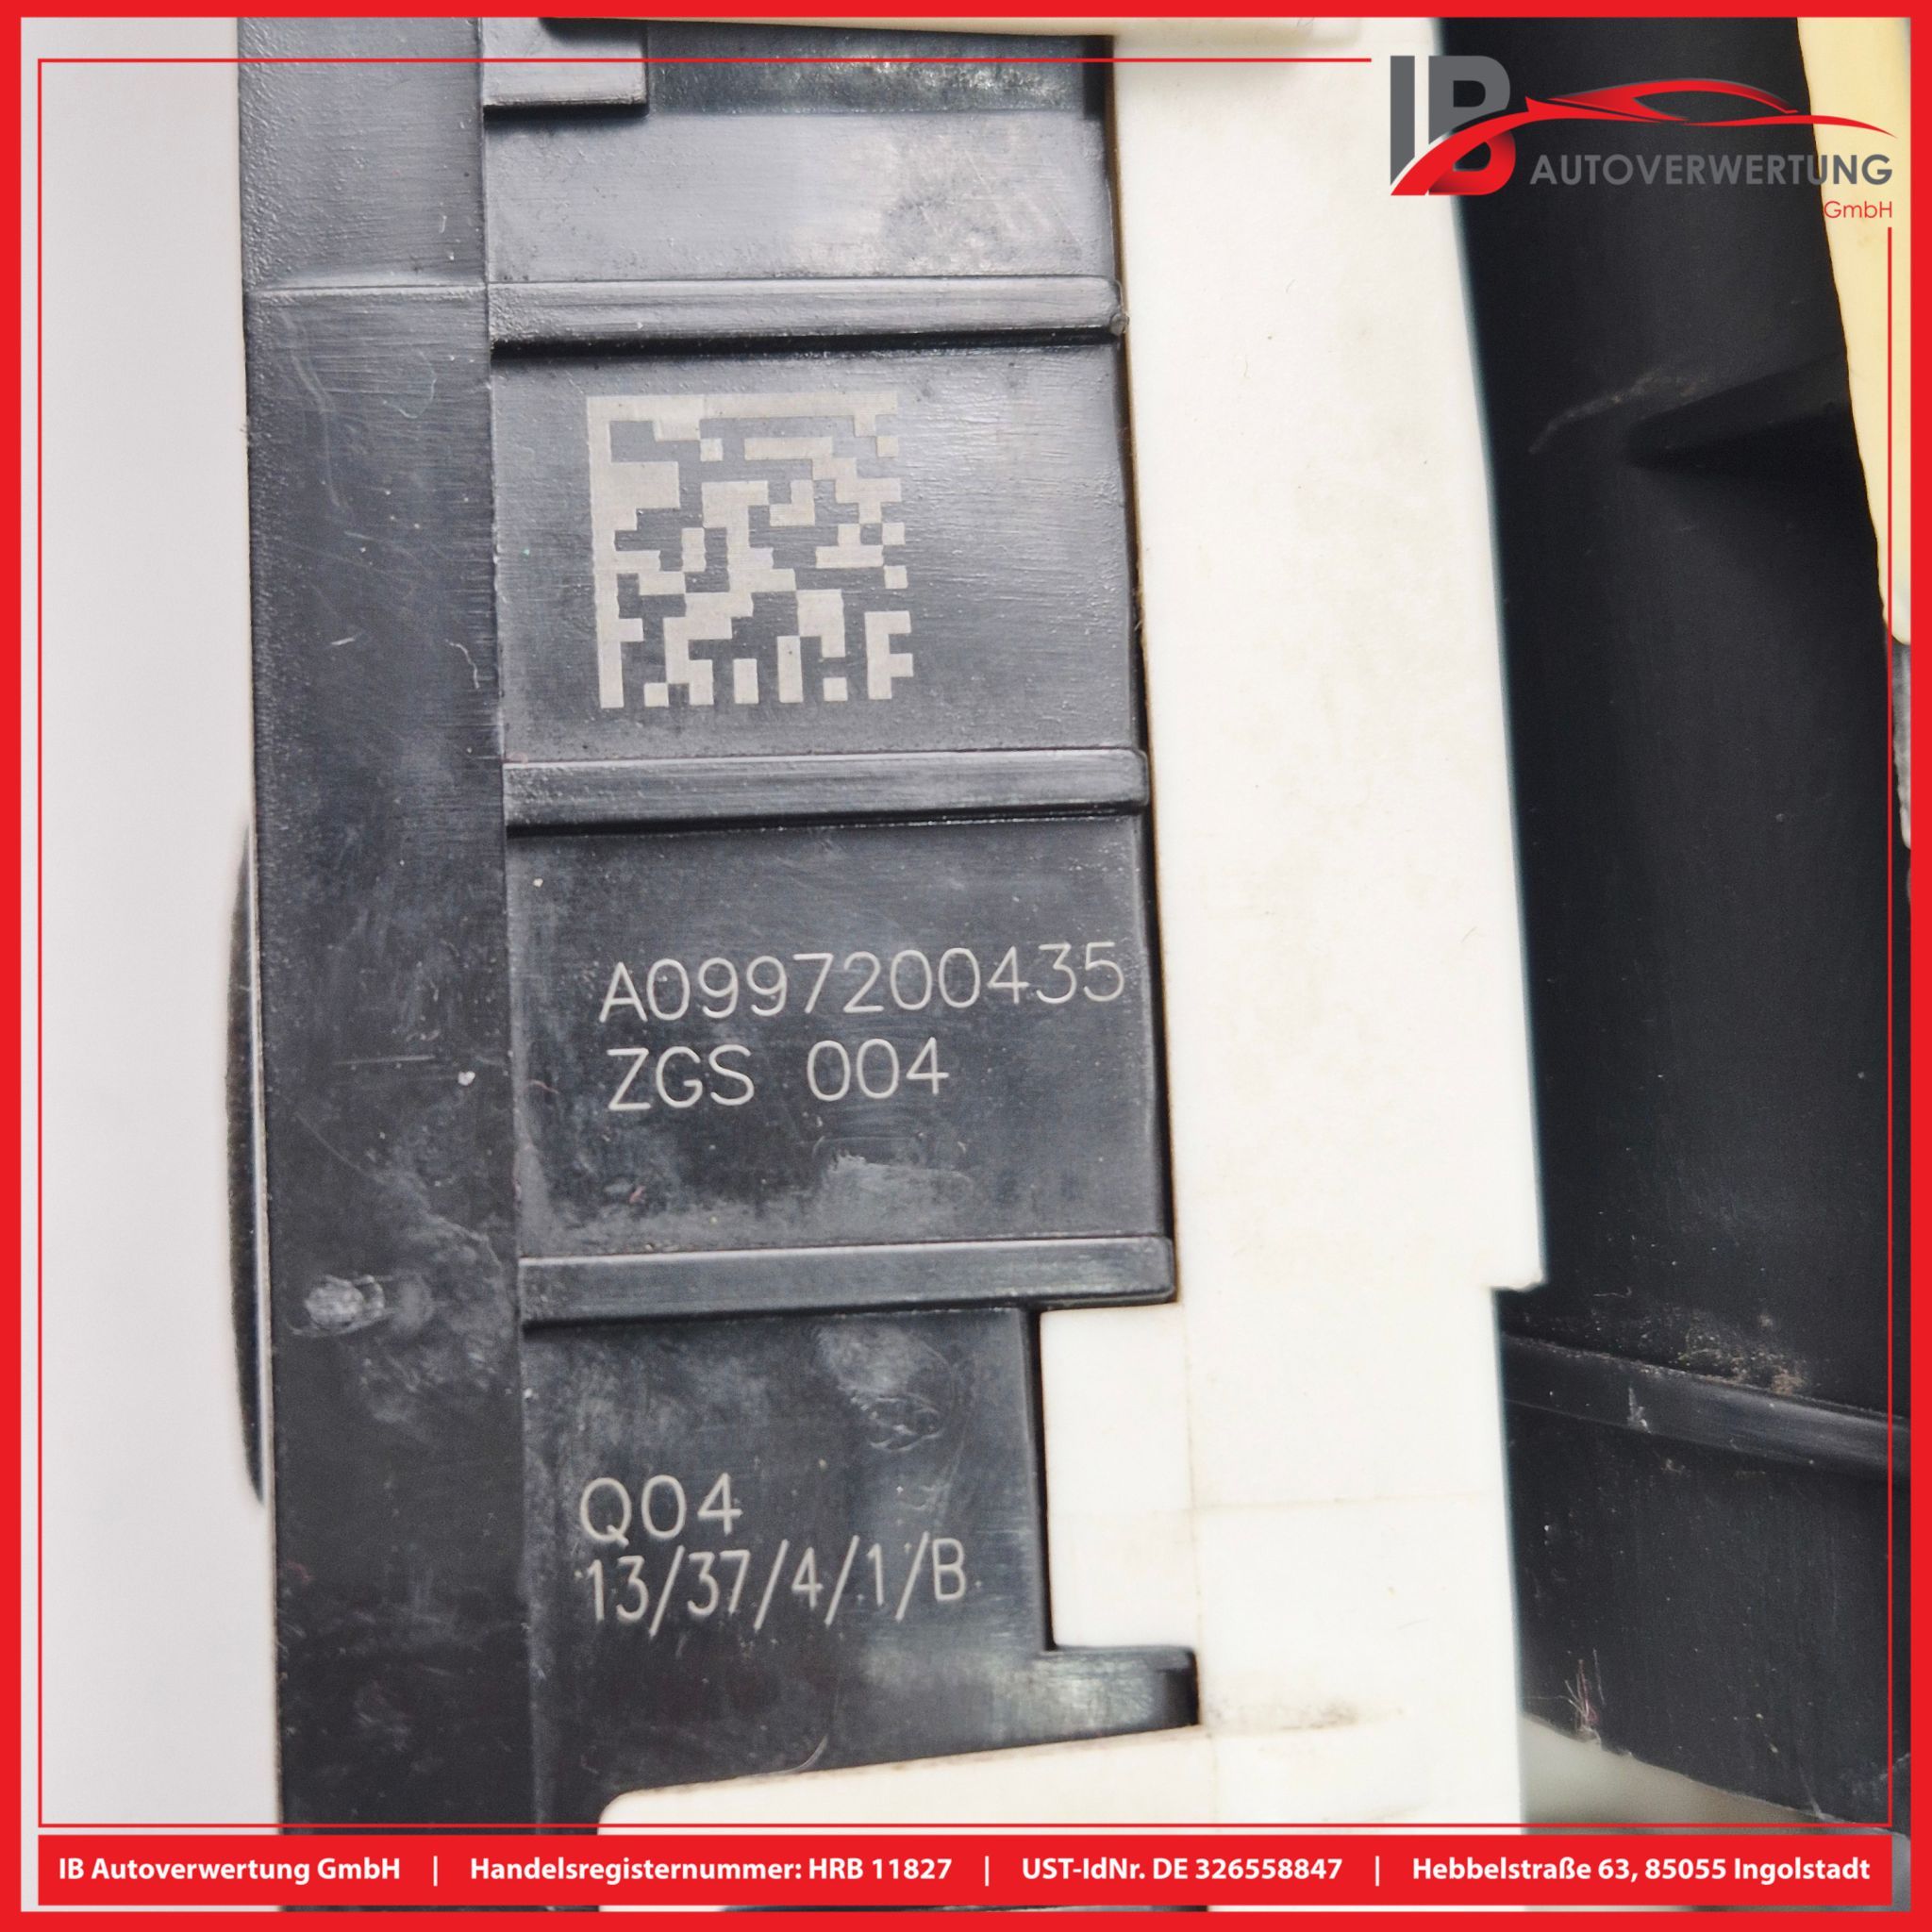 IB AUTOVERWERTUNG
GmbH
A0997200435
ZGS 004
Q04
13/37/4/1/B
IB Autoverwertung GmbH | Handelsregisternummer: HRB 11827 | UST-IdNr. DE 326558847 | Hebbelstraße 63, 85055 Ingolstadt